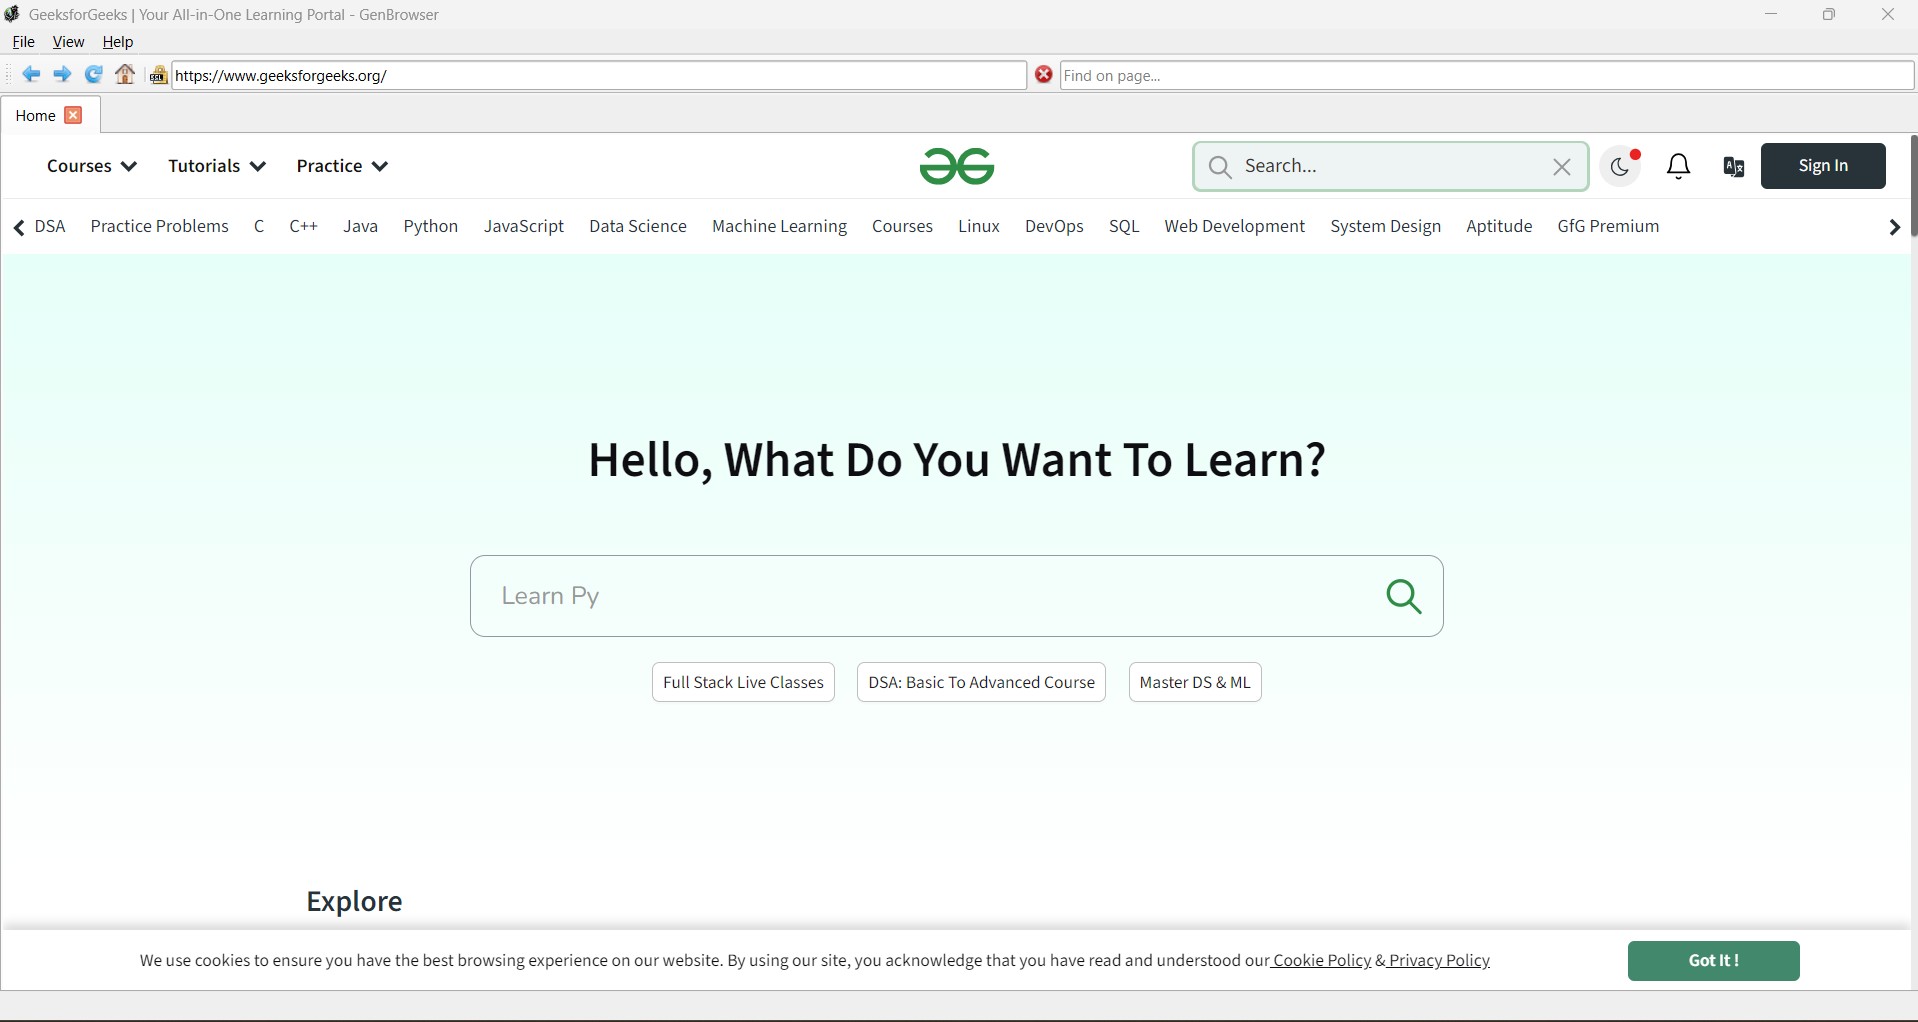 GeeksforGeeks | Your All-in-One Learning Portal - GenBrowser
File View Help
SSL https://www.geeksforgeeks.org/ Find on page...
Home
Courses Tutorials Practice Search... Sign In
DSA Practice Problems C C++ Java Python JavaScript Data Science Machine Learning Courses Linux DevOps SQL Web Development System Design Aptitude GfG Premium
Hello, What Do You Want To Learn?
Learn Py
Full Stack Live Classes DSA: Basic To Advanced Course Master DS & ML
Explore
We use cookies to ensure you have the best browsing experience on our website. By using our site, you acknowledge that you have read and understood our Cookie Policy & Privacy Policy Got It !